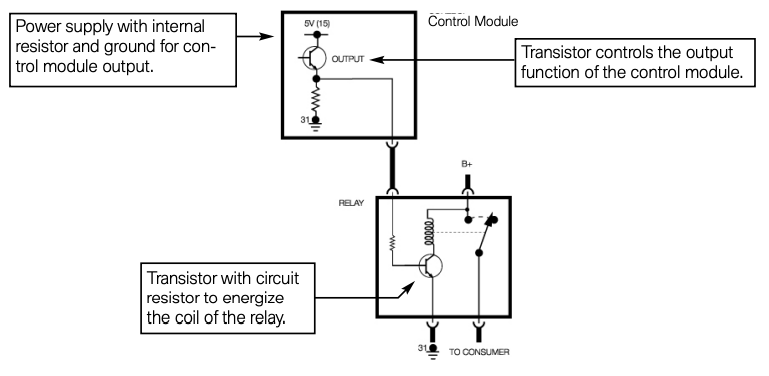 Power supply with internal
resistor and ground for con-
trol module output.
5V (15)
OUTPUT
31
Control Module
Transistor controls the output
function of the control module.
B+
RELAY
Transistor with circuit
resistor to energize
the coil of the relay.
31
TO CONSUMER